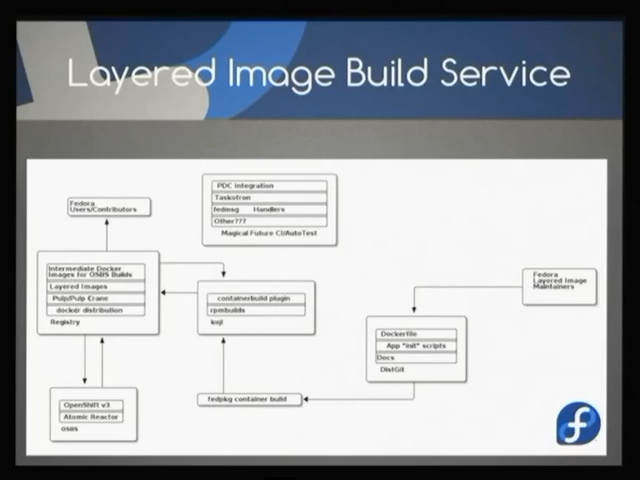 Layered Image Build Service
PDC Integration
Taskotron
fedmsg Handlers
Other???
Magical Future CI/AutoTest
Fedora
Users/Contributors
Intermediate Docker
Images for OSBS Builds
Layered Images
Pulp/Pulp Crane
docker distribution
Registry
containerbuild plugin
rpmbuilds
koji
Fedora
Layered Image
Maintainers
Dockerfile
App "init" scripts
Docs
DistGit
fedpkg container build
OpenShift v3
Atomic Reactor
OSBS